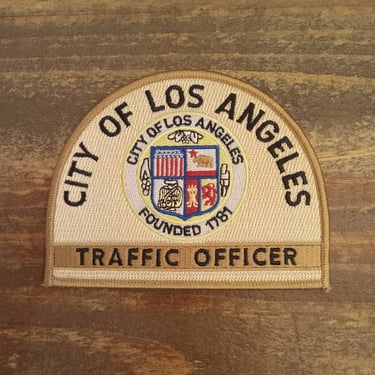 CITY OF LOS ANGELES
CITY OF LOS ANGELES
FOUNDED 1781
TRAFFIC OFFICER